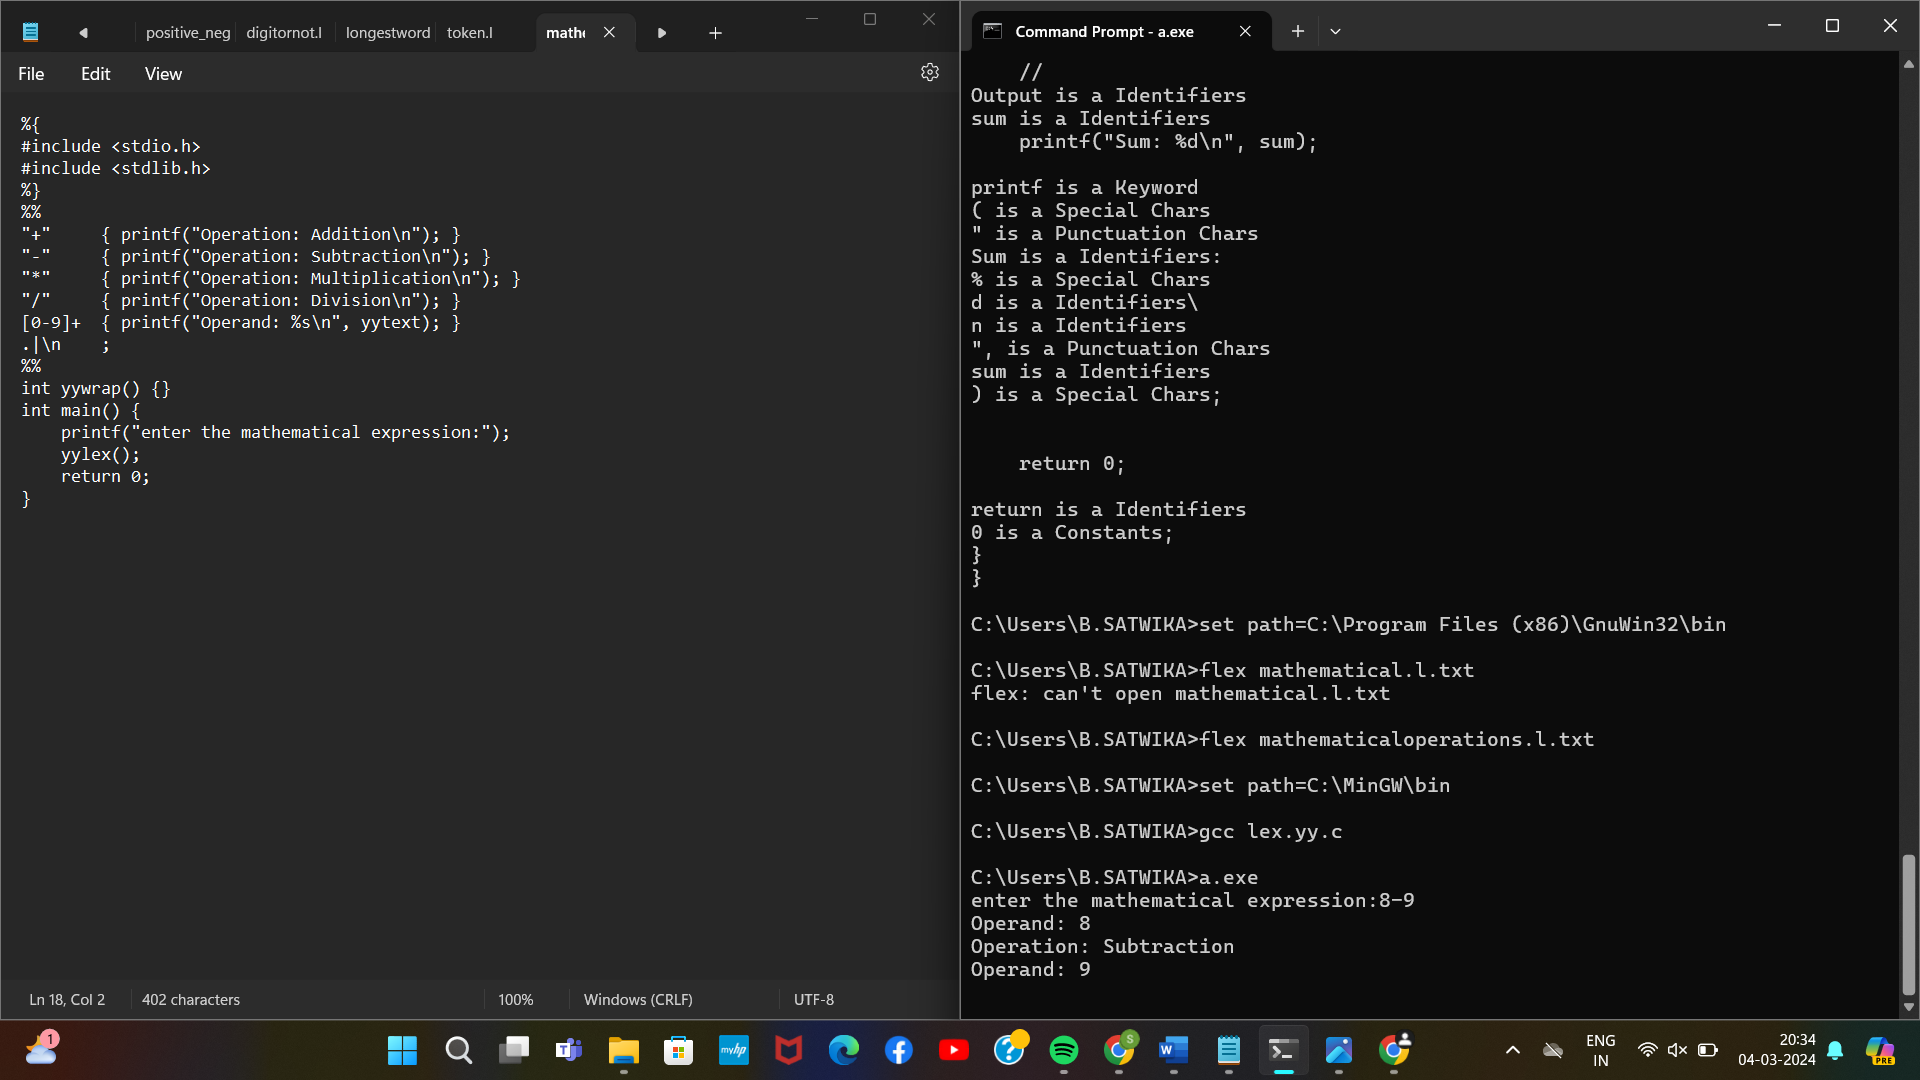 positive_neg digitornot.l longestword token.l mathe
File Edit View
%{
#include <stdio.h>
#include <stdlib.h>
%}
%%
"+"     { printf("Operation: Addition\n"); }
"-"     { printf("Operation: Subtraction\n"); }
"*"     { printf("Operation: Multiplication\n"); }
"/"     { printf("Operation: Division\n"); }
[0-9]+  { printf("Operand: %s\n", yytext); }
.|\n    ;
%%
int yywrap() {}
int main() {
    printf("enter the mathematical expression:");
    yylex();
    return 0;
}
Ln 18, Col 2 402 characters 100% Windows (CRLF) UTF-8
Command Prompt - a.exe
    //
Output is a Identifiers
sum is a Identifiers
    printf("Sum: %d\n", sum);
printf is a Keyword
( is a Special Chars
" is a Punctuation Chars
Sum is a Identifiers:
% is a Special Chars
d is a Identifiers\
n is a Identifiers
", is a Punctuation Chars
sum is a Identifiers
) is a Special Chars;
    return 0;
return is a Identifiers
0 is a Constants;
}
}
C:\Users\B.SATWIKA>set path=C:\Program Files (x86)\GnuWin32\bin
C:\Users\B.SATWIKA>flex mathematical.l.txt
flex: can't open mathematical.l.txt
C:\Users\B.SATWIKA>flex mathematicaloperations.l.txt
C:\Users\B.SATWIKA>set path=C:\MinGW\bin
C:\Users\B.SATWIKA>gcc lex.yy.c
C:\Users\B.SATWIKA>a.exe
enter the mathematical expression:8-9
Operand: 8
Operation: Subtraction
Operand: 9
1
myhp
S
ENG
IN
20:34
04-03-2024
PRE